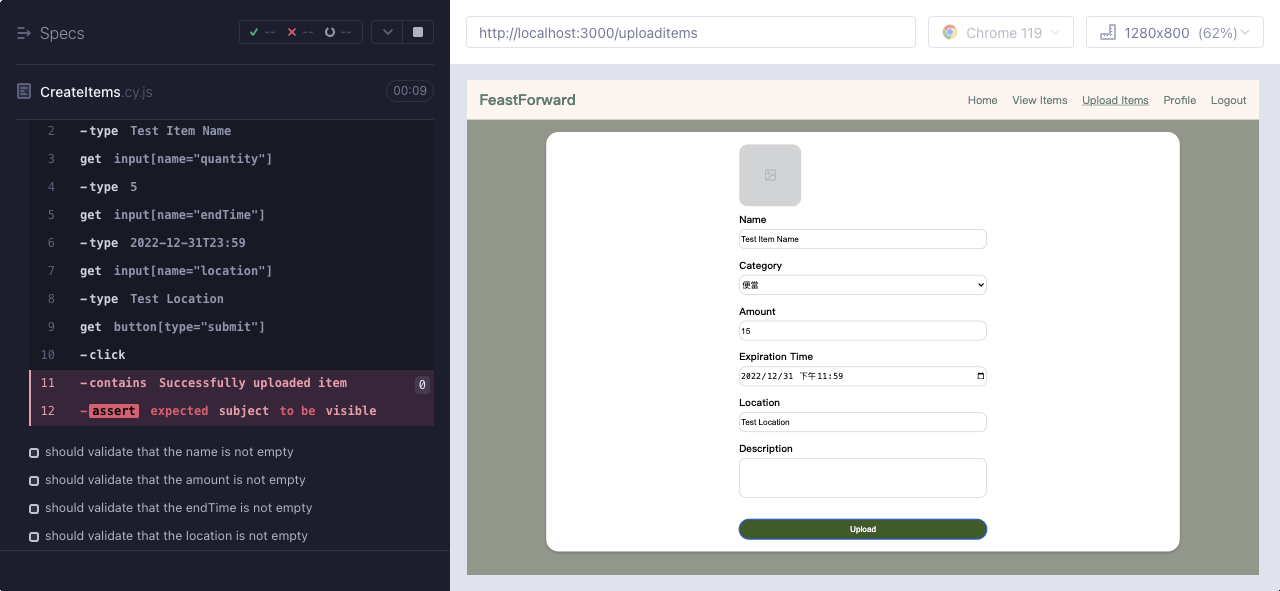 Specs
-- -- --
CreateItems.cy.js
00:09
2 -type Test Item Name
3 get input[name="quantity"]
4 -type 5
5 get input[name="endTime"]
6 -type 2022-12-31T23:59
7 get input[name="location"]
8 -type Test Location
9 get button[type="submit"]
10 -click
11 -contains Successfully uploaded item 0
12 -assert expected subject to be visible
should validate that the name is not empty
should validate that the amount is not empty
should validate that the endTime is not empty
should validate that the location is not empty
http://localhost:3000/uploaditems
Chrome 119
1280x800 (62%)
FeastForward
Home View Items Upload Items Profile Logout
Name
Test Item Name
Category
便當
Amount
15
Expiration Time
2022/12/31 下午11:59
Location
Test Location
Description
Upload